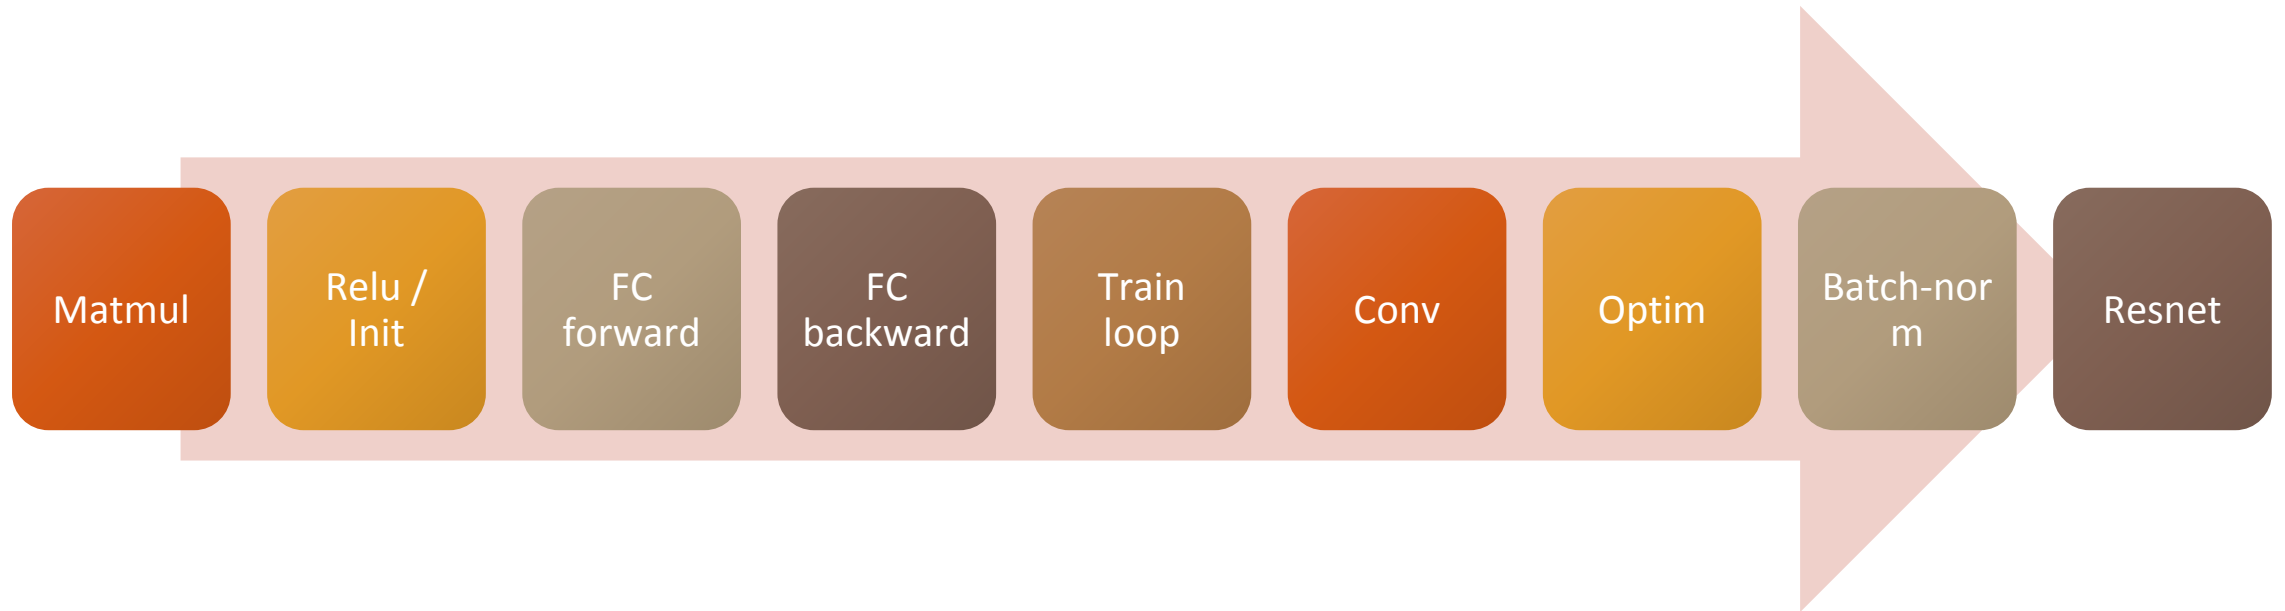 Matmul
Relu /
Init
FC
forward
FC
backward
Train
loop
Conv
Optim
Batch-nor
m
Resnet